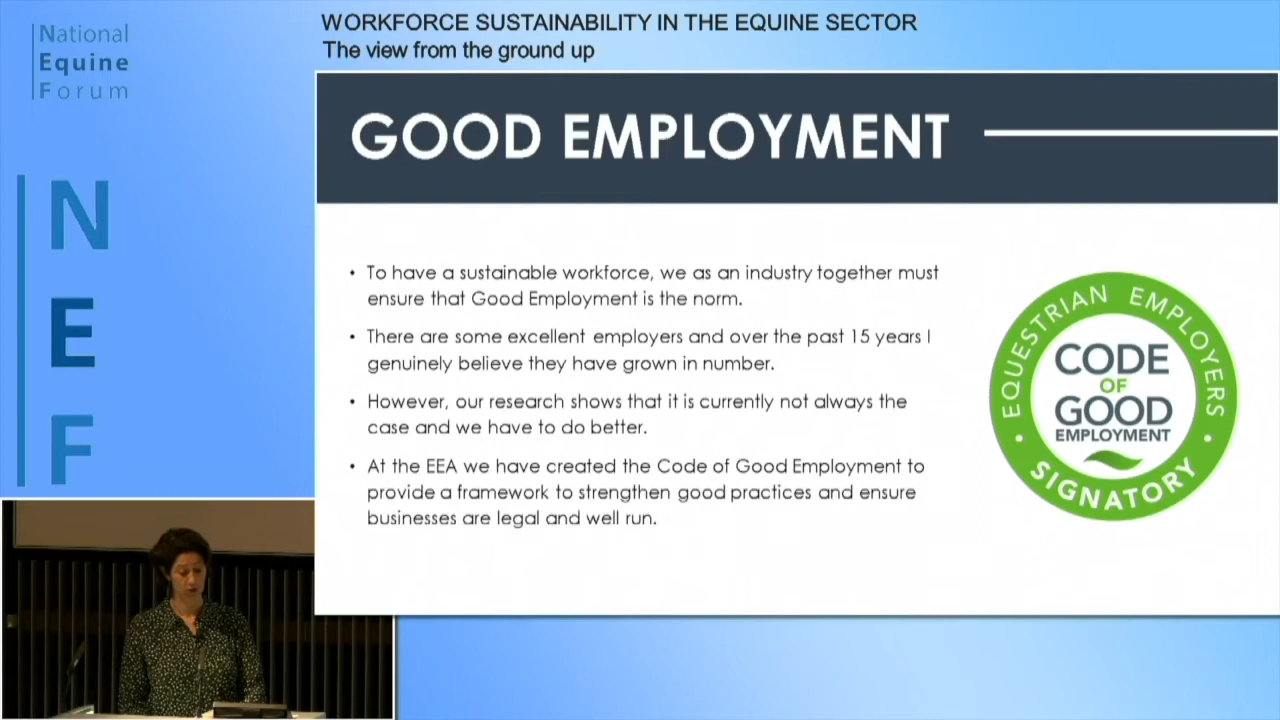 National
Equine
Forum
N
E
F
WORKFORCE SUSTAINABILITY IN THE EQUINE SECTOR
The view from the ground up
GOOD EMPLOYMENT
• To have a sustainable workforce, we as an industry together must
ensure that Good Employment is the norm.
• There are some excellent employers and over the past 15 years I
genuinely believe they have grown in number.
• However, our research shows that it is currently not always the
case and we have to do better.
• At the EEA we have created the Code of Good Employment to
provide a framework to strengthen good practices and ensure
businesses are legal and well run.
EQUESTRIAN EMPLOYERS
CODE
OF
GOOD
EMPLOYMENT
• SIGNATORY •